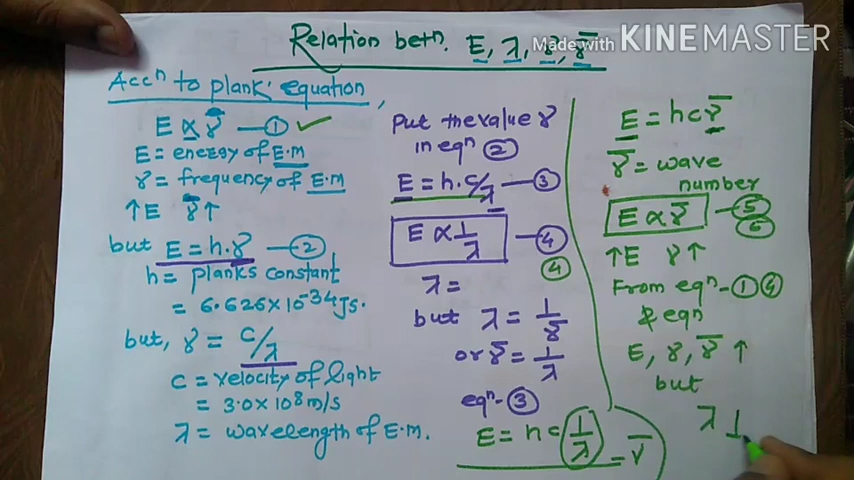 Relation betn. E, λ, γ, γ̅
Made with KINEMASTER
Accn to plank' equation,
E ∝ γ — ① ✓
E = energy of E.M
γ = frequency of E.M
↑E γ↑
but E = h.γ — ②
h = planks constant
= 6.626×10⁻³⁴ Js.
but, γ = c/λ
c = velocity of light
= 3.0×10⁸ m/s
λ = wavelength of E.M.
Put the value γ
in eqn ②
E = h.c/λ — ③
E ∝ 1/λ — ④
④
λ =
but λ = 1/γ̅
or γ̅ = 1/λ
eqn- ③
E = hc(1/λ) = γ̅
E = hcγ̅
γ̅ = wave
number
E ∝ γ̅ — ⑤
⑥
↑E γ↑
From eqn- ① ④
& eqn
E, γ, γ̅ ↑
but
λ